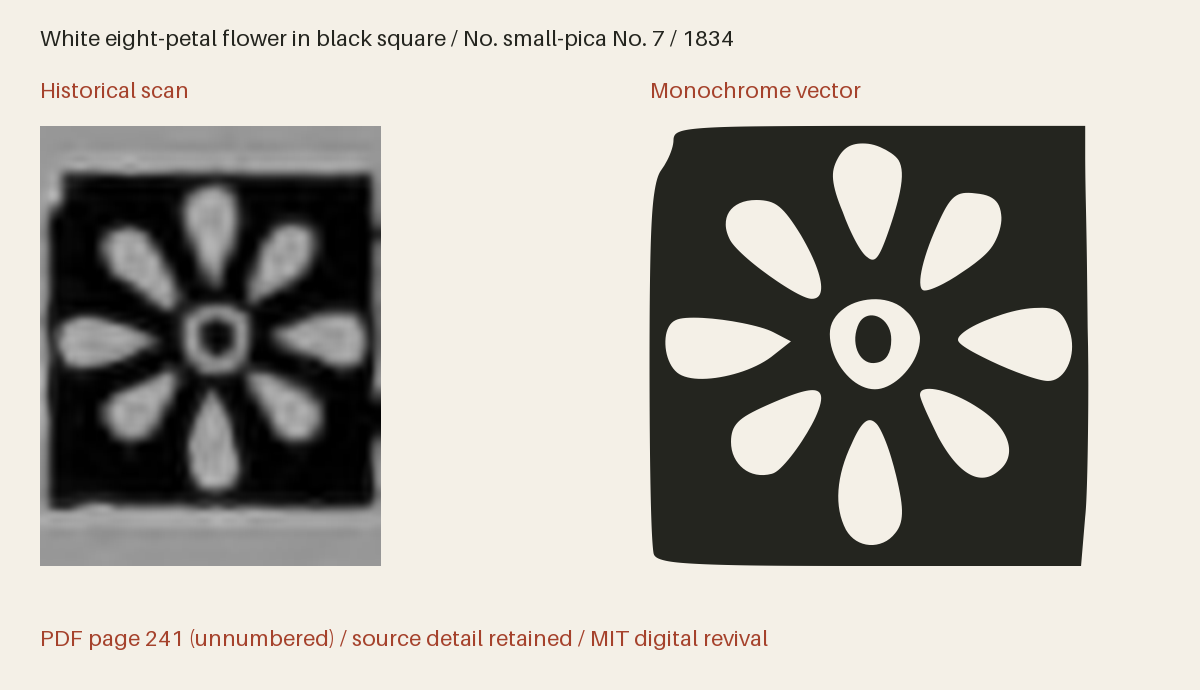 White eight-petal flower in black square / No. small-pica No. 7 / 1834
Historical scan
Monochrome vector
PDF page 241 (unnumbered) / source detail retained / MIT digital revival